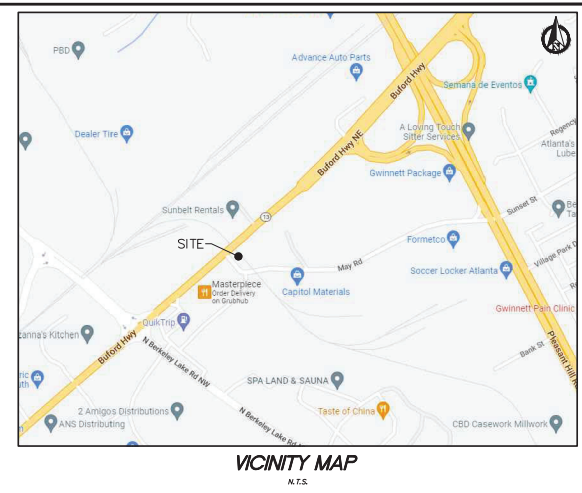 PBD
Advance Auto Parts
Buford Hwy
Semana de Eventos
Dealer Tire
A Loving Touch
Sitter Services
Regency
Atlanta's
Lube
Buford Hwy NE
Gwinnett Package
Sunset St
Sunbelt Rentals
13
SITE
Formetco
May Rd
Village Park D
Masterpiece
Order Delivery
on Grubhub
Capitol Materials
Soccer Locker Atlanta
Gwinnett Pain Clinic
QuikTrip
zanna's Kitchen
Buford Hwy
N Berkeley Lake Rd NW
Bank St
Pleasant Hill R
SPA LAND & SAUNA
2 Amigos Distributions
ANS Distributing
N Berkeley Lake Rd
Taste of China
CBD Casework Millwork
VICINITY MAP
N.T.S.